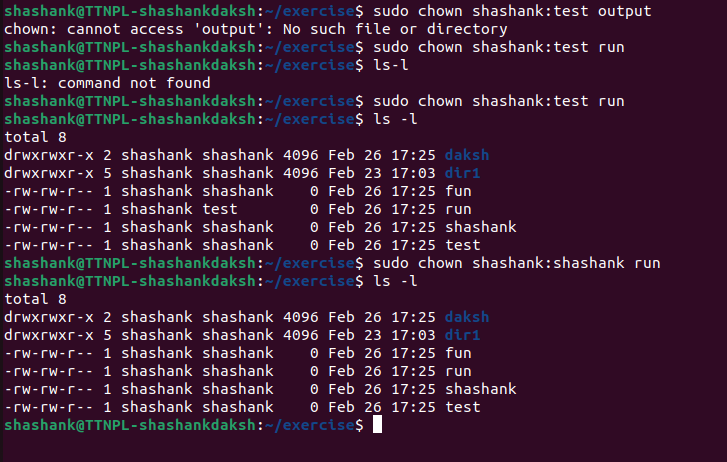 shashank@TTNPL-shashankdaksh:~/exercise$ sudo chown shashank:test output
chown: cannot access 'output': No such file or directory
shashank@TTNPL-shashankdaksh:~/exercise$ sudo chown shashank:test run
shashank@TTNPL-shashankdaksh:~/exercise$ ls-l
ls-l: command not found
shashank@TTNPL-shashankdaksh:~/exercise$ sudo chown shashank:test run
shashank@TTNPL-shashankdaksh:~/exercise$ ls -l
total 8
drwxrwxr-x 2 shashank shashank 4096 Feb 26 17:25 daksh
drwxrwxr-x 5 shashank shashank 4096 Feb 23 17:03 dir1
-rw-rw-r-- 1 shashank shashank    0 Feb 26 17:25 fun
-rw-rw-r-- 1 shashank test        0 Feb 26 17:25 run
-rw-rw-r-- 1 shashank shashank    0 Feb 26 17:25 shashank
-rw-rw-r-- 1 shashank shashank    0 Feb 26 17:25 test
shashank@TTNPL-shashankdaksh:~/exercise$ sudo chown shashank:shashank run
shashank@TTNPL-shashankdaksh:~/exercise$ ls -l
total 8
drwxrwxr-x 2 shashank shashank 4096 Feb 26 17:25 daksh
drwxrwxr-x 5 shashank shashank 4096 Feb 23 17:03 dir1
-rw-rw-r-- 1 shashank shashank    0 Feb 26 17:25 fun
-rw-rw-r-- 1 shashank shashank    0 Feb 26 17:25 run
-rw-rw-r-- 1 shashank shashank    0 Feb 26 17:25 shashank
-rw-rw-r-- 1 shashank shashank    0 Feb 26 17:25 test
shashank@TTNPL-shashankdaksh:~/exercise$